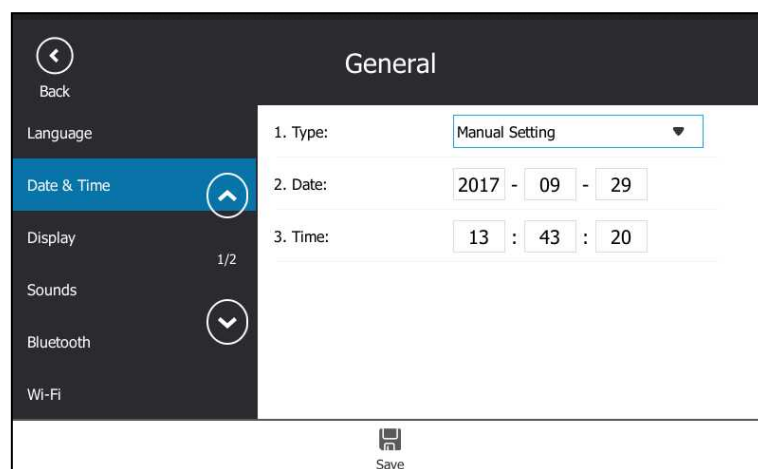 General
Back
Language
Date & Time
Display
1/2
Sounds
Bluetooth
Wi-Fi
1. Type: Manual Setting
2. Date: 2017 - 09 - 29
3. Time: 13 : 43 : 20
Save